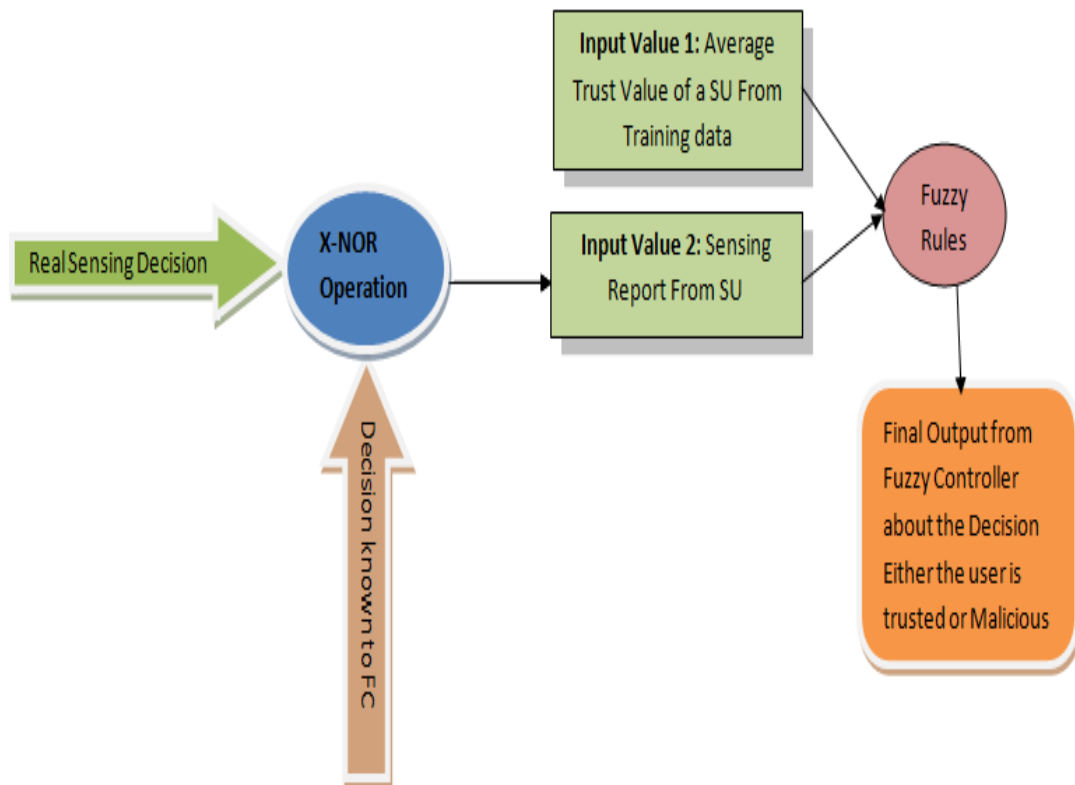 Input Value 1: Average
Trust Value of a SU From
Training data
Fuzzy
Rules
Real Sensing Decision
X-NOR
Operation
Input Value 2: Sensing
Report From SU
Decision known to FC
Final Output from
Fuzzy Controller
about the Decision
Either the user is
trusted or Malicious